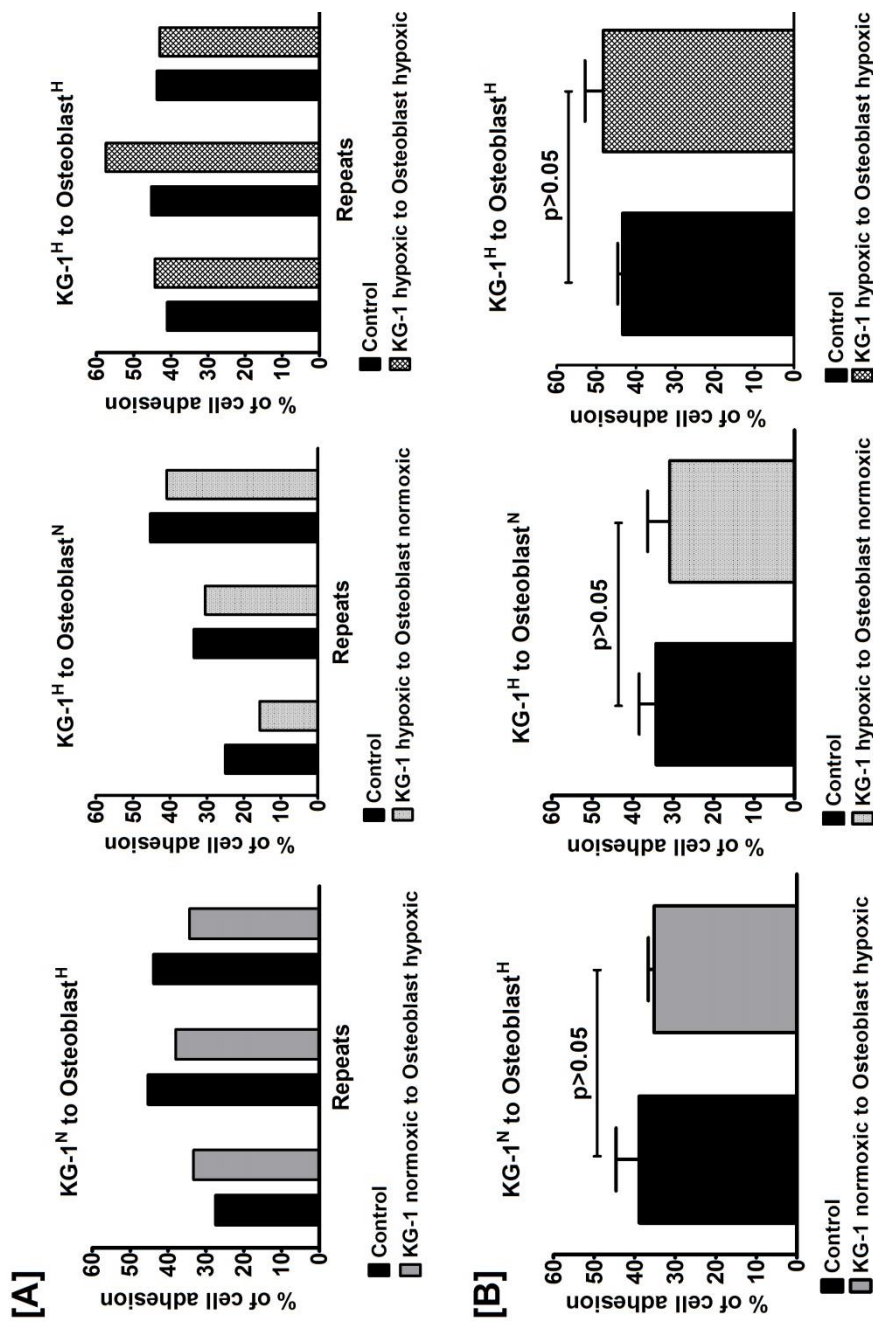 [A]
KG-1ᴺ to Osteoblastᴴ
% of cell adhesion
60
50
40
30
20
10
0
Repeats
Control
KG-1 normoxic to Osteoblast hypoxic
KG-1ᴴ to Osteoblastᴺ
% of cell adhesion
60
50
40
30
20
10
0
Repeats
Control
KG-1 hypoxic to Osteoblast normoxic
KG-1ᴴ to Osteoblastᴴ
% of cell adhesion
60
50
40
30
20
10
0
Repeats
Control
KG-1 hypoxic to Osteoblast hypoxic
[B]
KG-1ᴺ to Osteoblastᴴ
% of cell adhesion
60
50
40
30
20
10
0
p>0.05
Control
KG-1 normoxic to Osteoblast hypoxic
KG-1ᴴ to Osteoblastᴺ
% of cell adhesion
60
50
40
30
20
10
0
p>0.05
Control
KG-1 hypoxic to Osteoblast normoxic
KG-1ᴴ to Osteoblastᴴ
% of cell adhesion
60
50
40
30
20
10
0
p>0.05
Control
KG-1 hypoxic to Osteoblast hypoxic